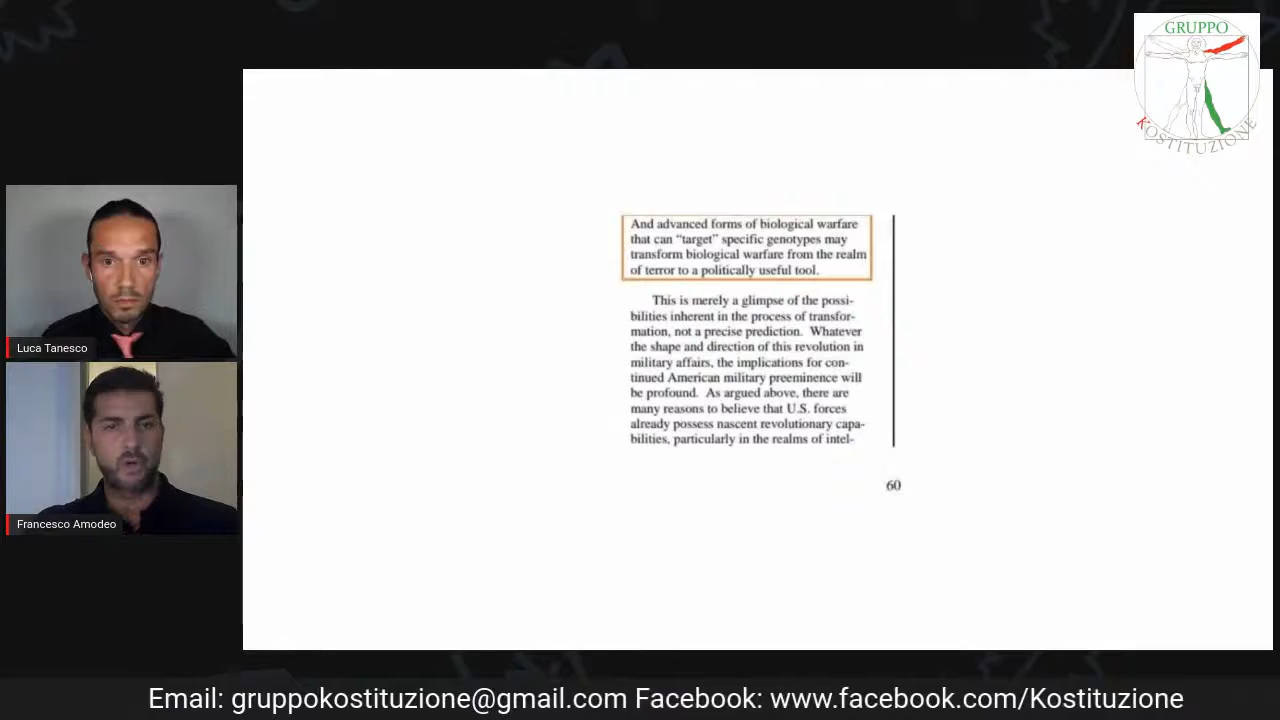 GRUPPO
KOSTITUZIONE
And advanced forms of biological warfare
that can “target” specific genotypes may
transform biological warfare from the realm
of terror to a politically useful tool.
This is merely a glimpse of the possi-
bilities inherent in the process of transfor-
mation, not a precise prediction. Whatever
the shape and direction of this revolution in
military affairs, the implications for con-
tinued American military preeminence will
be profound. As argued above, there are
many reasons to believe that U.S. forces
already possess nascent revolutionary capa-
bilities, particularly in the realms of intel-
60
Luca Tanesco
Francesco Amodeo
Email: gruppokostituzione@gmail.com Facebook: www.facebook.com/Kostituzione